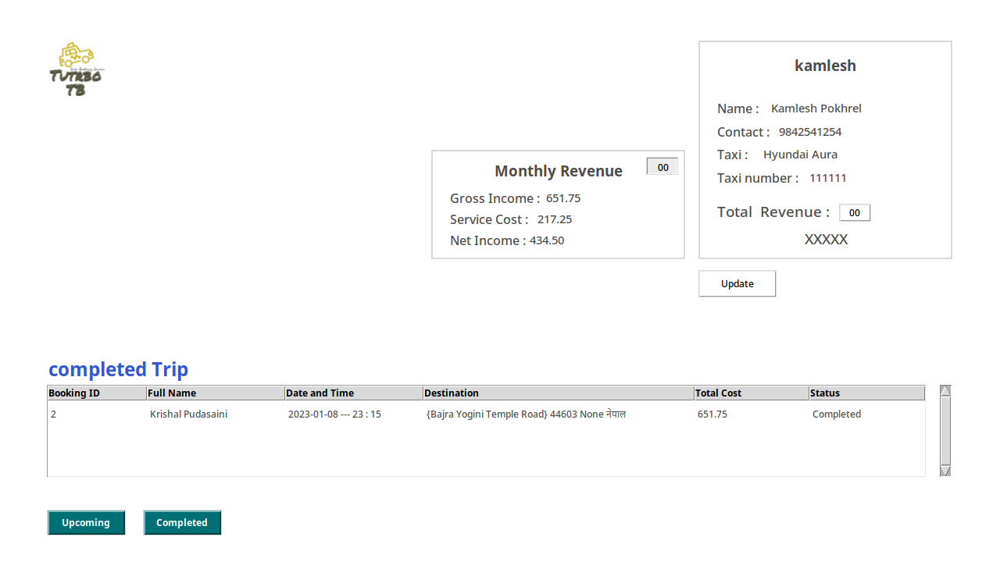 TUTRBO
TB
kamlesh
Name : Kamlesh Pokhrel
Contact : 9842541254
Taxi : Hyundai Aura
Taxi number : 111111
Total Revenue : 00
XXXXX
Update
Monthly Revenue 00
Gross Income : 651.75
Service Cost : 217.25
Net Income : 434.50
completed Trip
Booking ID Full Name Date and Time Destination Total Cost Status
2 Krishal Pudasaini 2023-01-08 --- 23 : 15 {Bajra Yogini Temple Road} 44603 None नेपाल 651.75 Completed
Upcoming Completed